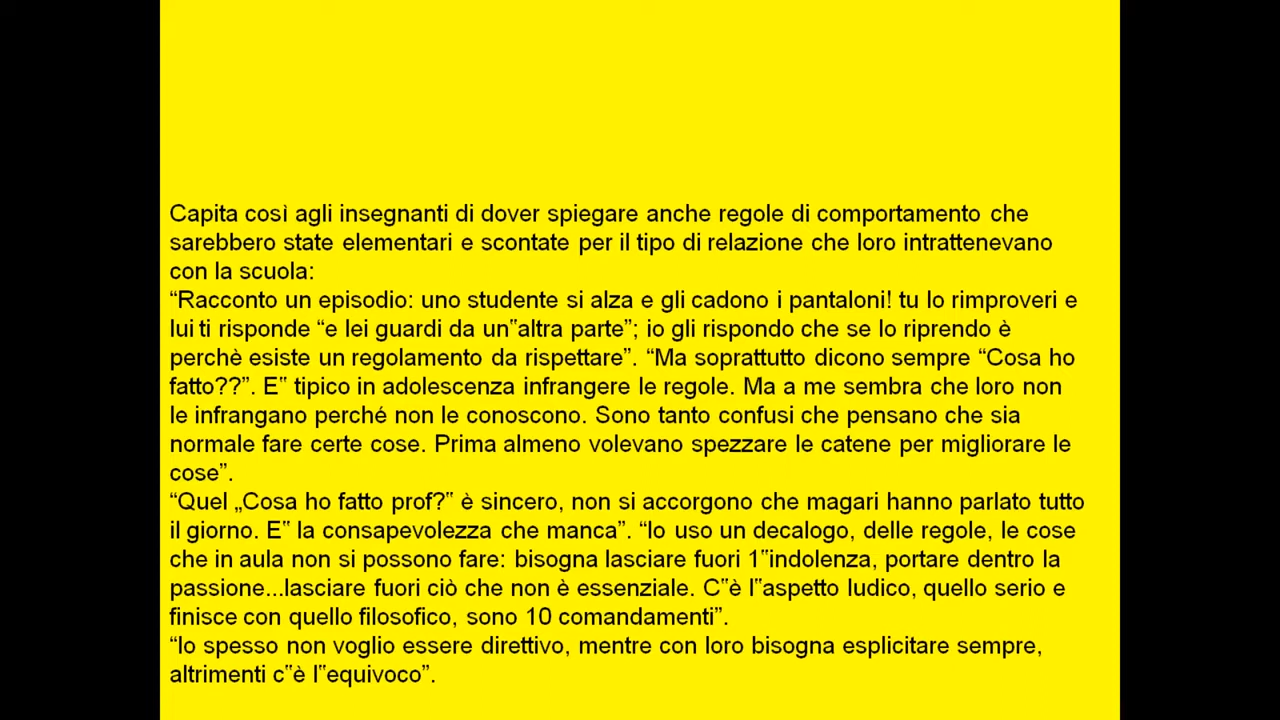 Capita così agli insegnanti di dover spiegare anche regole di comportamento che
sarebbero state elementari e scontate per il tipo di relazione che loro intrattenevano
con la scuola:
“Racconto un episodio: uno studente si alza e gli cadono i pantaloni! tu lo rimproveri e
lui ti risponde “e lei guardi da un‟altra parte”; io gli rispondo che se lo riprendo è
perchè esiste un regolamento da rispettare”. “Ma soprattutto dicono sempre “Cosa ho
fatto??”. E‟ tipico in adolescenza infrangere le regole. Ma a me sembra che loro non
le infrangano perché non le conoscono. Sono tanto confusi che pensano che sia
normale fare certe cose. Prima almeno volevano spezzare le catene per migliorare le
cose”.
“Quel „Cosa ho fatto prof?‟ è sincero, non si accorgono che magari hanno parlato tutto
il giorno. E‟ la consapevolezza che manca”. “Io uso un decalogo, delle regole, le cose
che in aula non si possono fare: bisogna lasciare fuori 1‟indolenza, portare dentro la
passione...lasciare fuori ciò che non è essenziale. C‟è l‟aspetto ludico, quello serio e
finisce con quello filosofico, sono 10 comandamenti”.
“Io spesso non voglio essere direttivo, mentre con loro bisogna esplicitare sempre,
altrimenti c‟è l‟equivoco”.